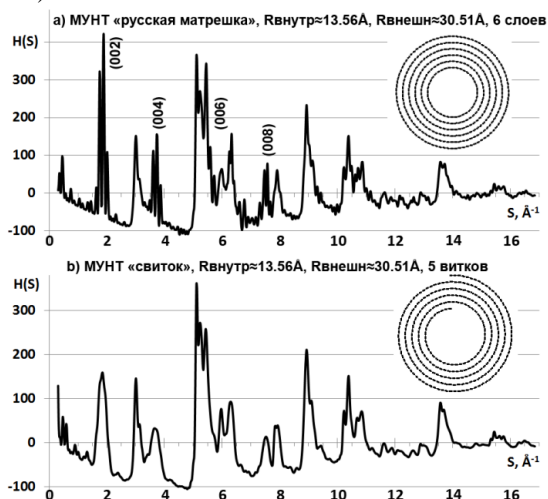 а) МУНТ «русская матрешка», Rвнутр≈13.56Å, Rвнешн≈30.51Å, 6 слоев
H(S)
(002)
(004)
(006)
(008)
300
200
100
0
-100
0 2 4 6 8 10 12 14 16
S, Å⁻¹
b) МУНТ «свиток», Rвнутр≈13.56Å, Rвнешн≈30.51Å, 5 витков
H(S)
300
200
100
0
-100
0 2 4 6 8 10 12 14 16
S, Å⁻¹